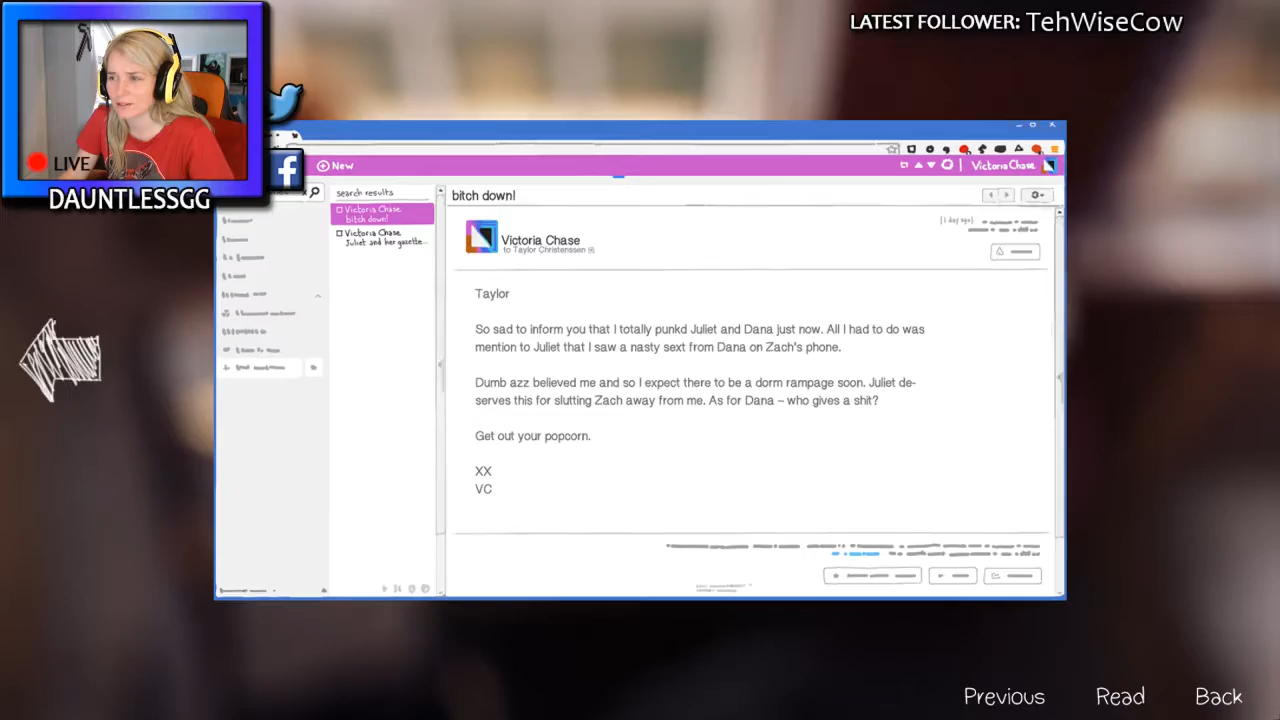 LATEST FOLLOWER: TehWiseCow
LIVE
DAUNTLESSGG
New
Victoria Chase
search results
Victoria Chase
bitch down!
Victoria Chase
Juliet and her gazette...
bitch down!
[1 day ago]
Victoria Chase
to Taylor Christensen
Taylor
So sad to inform you that I totally punkd Juliet and Dana just now. All I had to do was
mention to Juliet that I saw a nasty sext from Dana on Zach's phone.
Dumb azz believed me and so I expect there to be a dorm rampage soon. Juliet de-
serves this for slutting Zach away from me. As for Dana – who gives a shit?
Get out your popcorn.
XX
VC
Previous
Read
Back